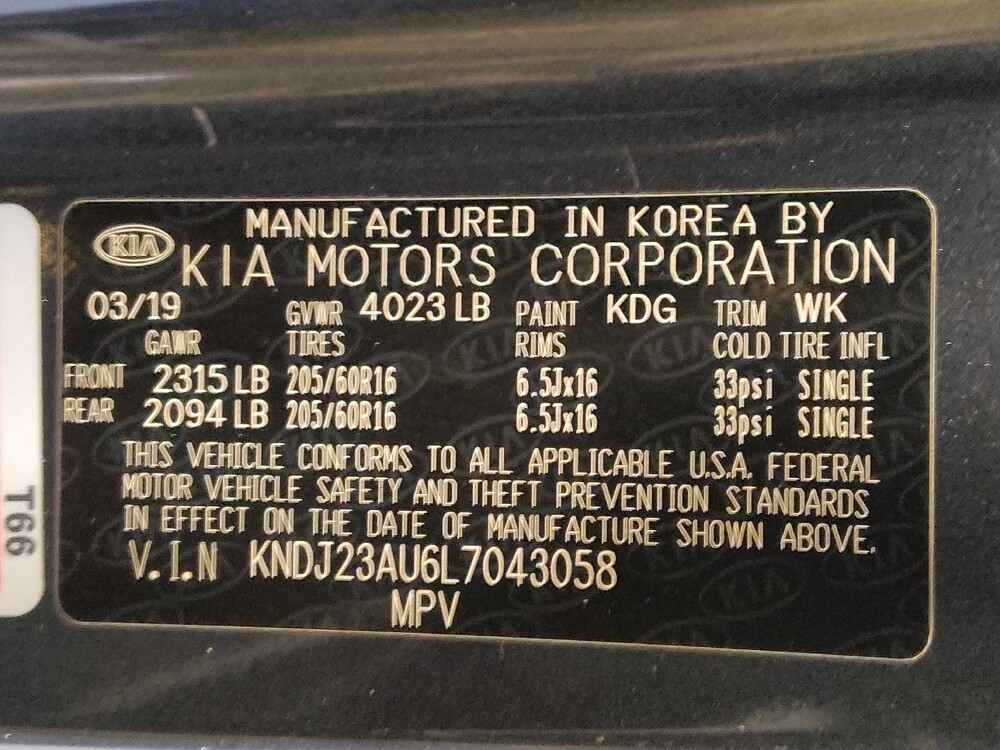 KIA
MANUFACTURED IN KOREA BY
KIA MOTORS CORPORATION
03/19 GVWR 4023 LB PAINT KDG TRIM WK
GAWR TIRES RIMS COLD TIRE INFL
FRONT 2315 LB 205/60R16 6.5Jx16 33psi SINGLE
REAR 2094 LB 205/60R16 6.5Jx16 33psi SINGLE
THIS VEHICLE CONFORMS TO ALL APPLICABLE U.S.A. FEDERAL
MOTOR VEHICLE SAFETY AND THEFT PREVENTION STANDARDS
IN EFFECT ON THE DATE OF MANUFACTURE SHOWN ABOVE.
V.I.N KNDJ23AU6L7043058
MPV
T66